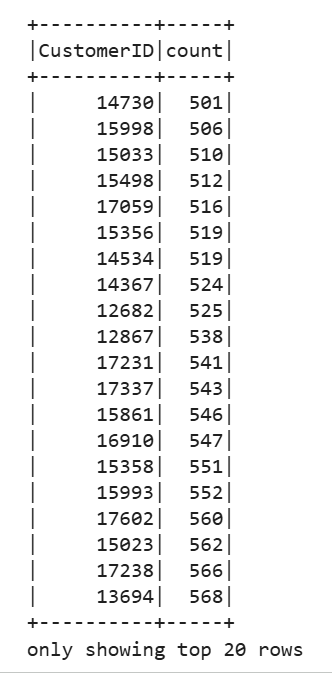 +----------+-----+
|CustomerID|count|
+----------+-----+
|     14730|  501|
|     15998|  506|
|     15033|  510|
|     15498|  512|
|     17059|  516|
|     15356|  519|
|     14534|  519|
|     14367|  524|
|     12682|  525|
|     12867|  538|
|     17231|  541|
|     17337|  543|
|     15861|  546|
|     16910|  547|
|     15358|  551|
|     15993|  552|
|     17602|  560|
|     15023|  562|
|     17238|  566|
|     13694|  568|
+----------+-----+
only showing top 20 rows